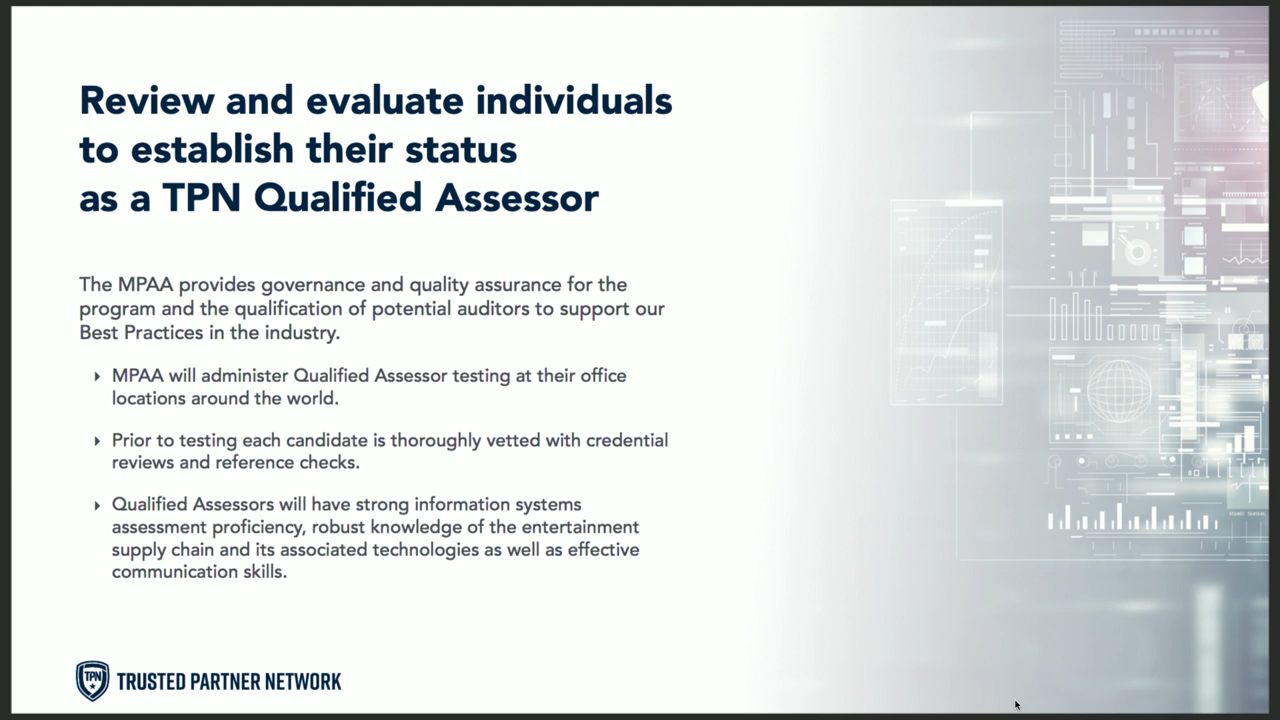 Review and evaluate individuals
to establish their status
as a TPN Qualified Assessor
The MPAA provides governance and quality assurance for the
program and the qualification of potential auditors to support our
Best Practices in the industry.
MPAA will administer Qualified Assessor testing at their office
locations around the world.
Prior to testing each candidate is thoroughly vetted with credential
reviews and reference checks.
Qualified Assessors will have strong information systems
assessment proficiency, robust knowledge of the entertainment
supply chain and its associated technologies as well as effective
communication skills.
TPN
TRUSTED PARTNER NETWORK